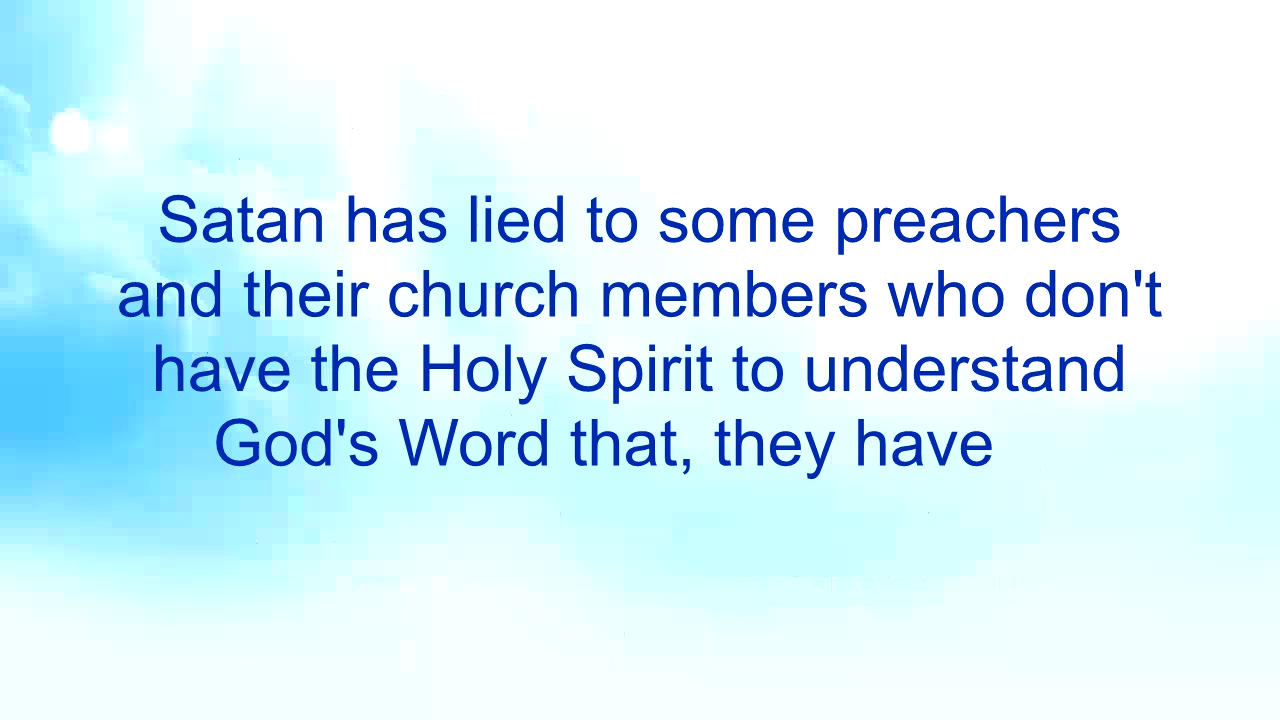 Satan has lied to some preachers
and their church members who don't
have the Holy Spirit to understand
God's Word that, they have